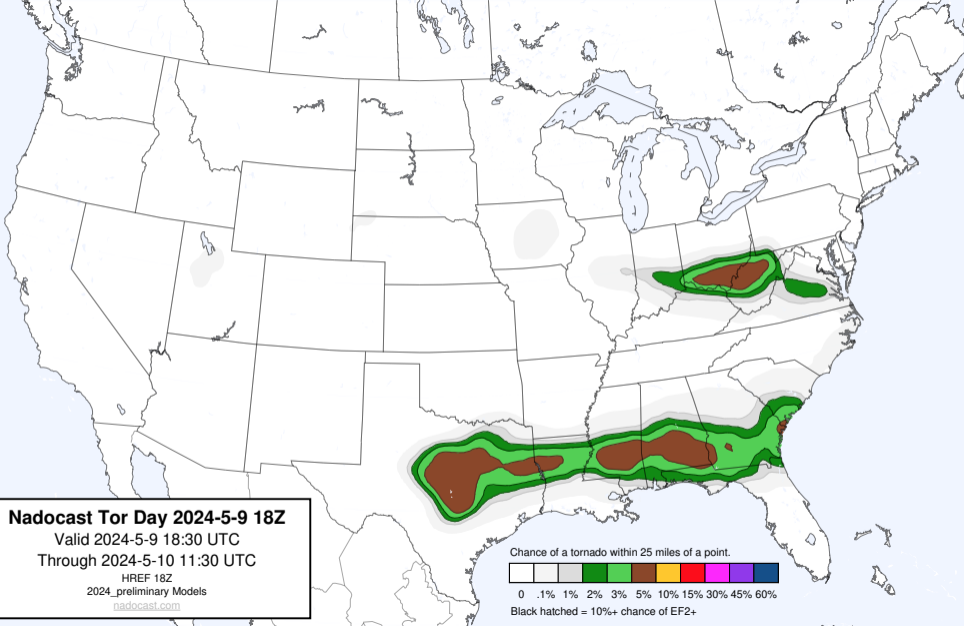 Nadocast Tor Day 2024-5-9 18Z
Valid 2024-5-9 18:30 UTC
Through 2024-5-10 11:30 UTC
HREF 18Z
2024_preliminary Models
nadocast.com
Chance of a tornado within 25 miles of a point.
0 .1% 1% 2% 3% 5% 10% 15% 30% 45% 60%
Black hatched = 10%+ chance of EF2+